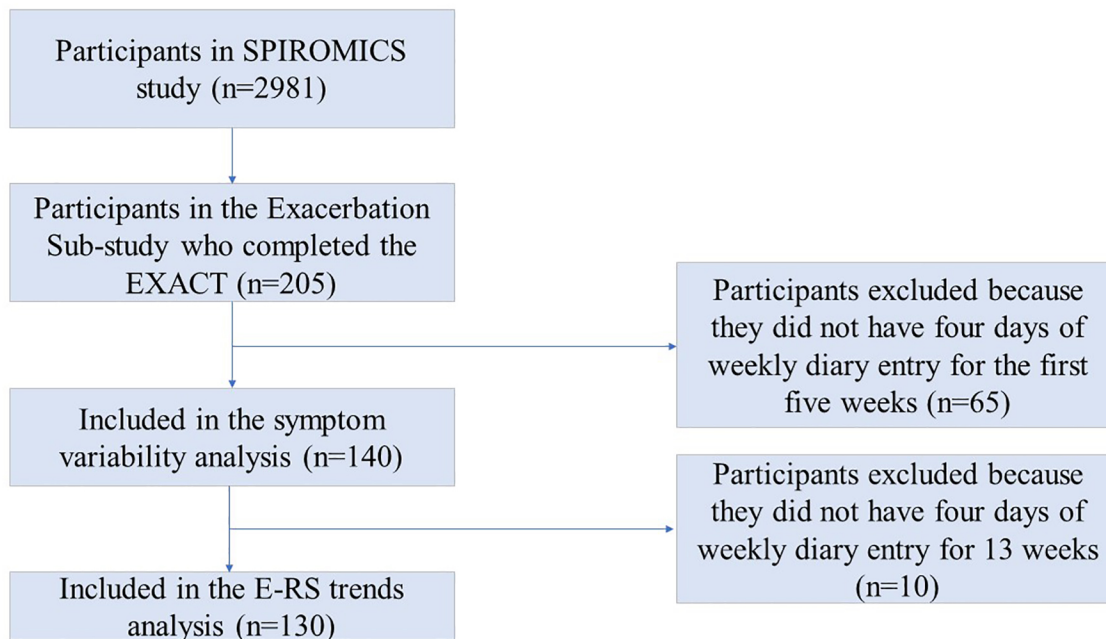 Participants in SPIROMICS
study (n=2981)
Participants in the Exacerbation
Sub-study who completed the
EXACT (n=205)
Participants excluded because
they did not have four days of
weekly diary entry for the first
five weeks (n=65)
Included in the symptom
variability analysis (n=140)
Participants excluded because
they did not have four days of
weekly diary entry for 13 weeks
(n=10)
Included in the E-RS trends
analysis (n=130)